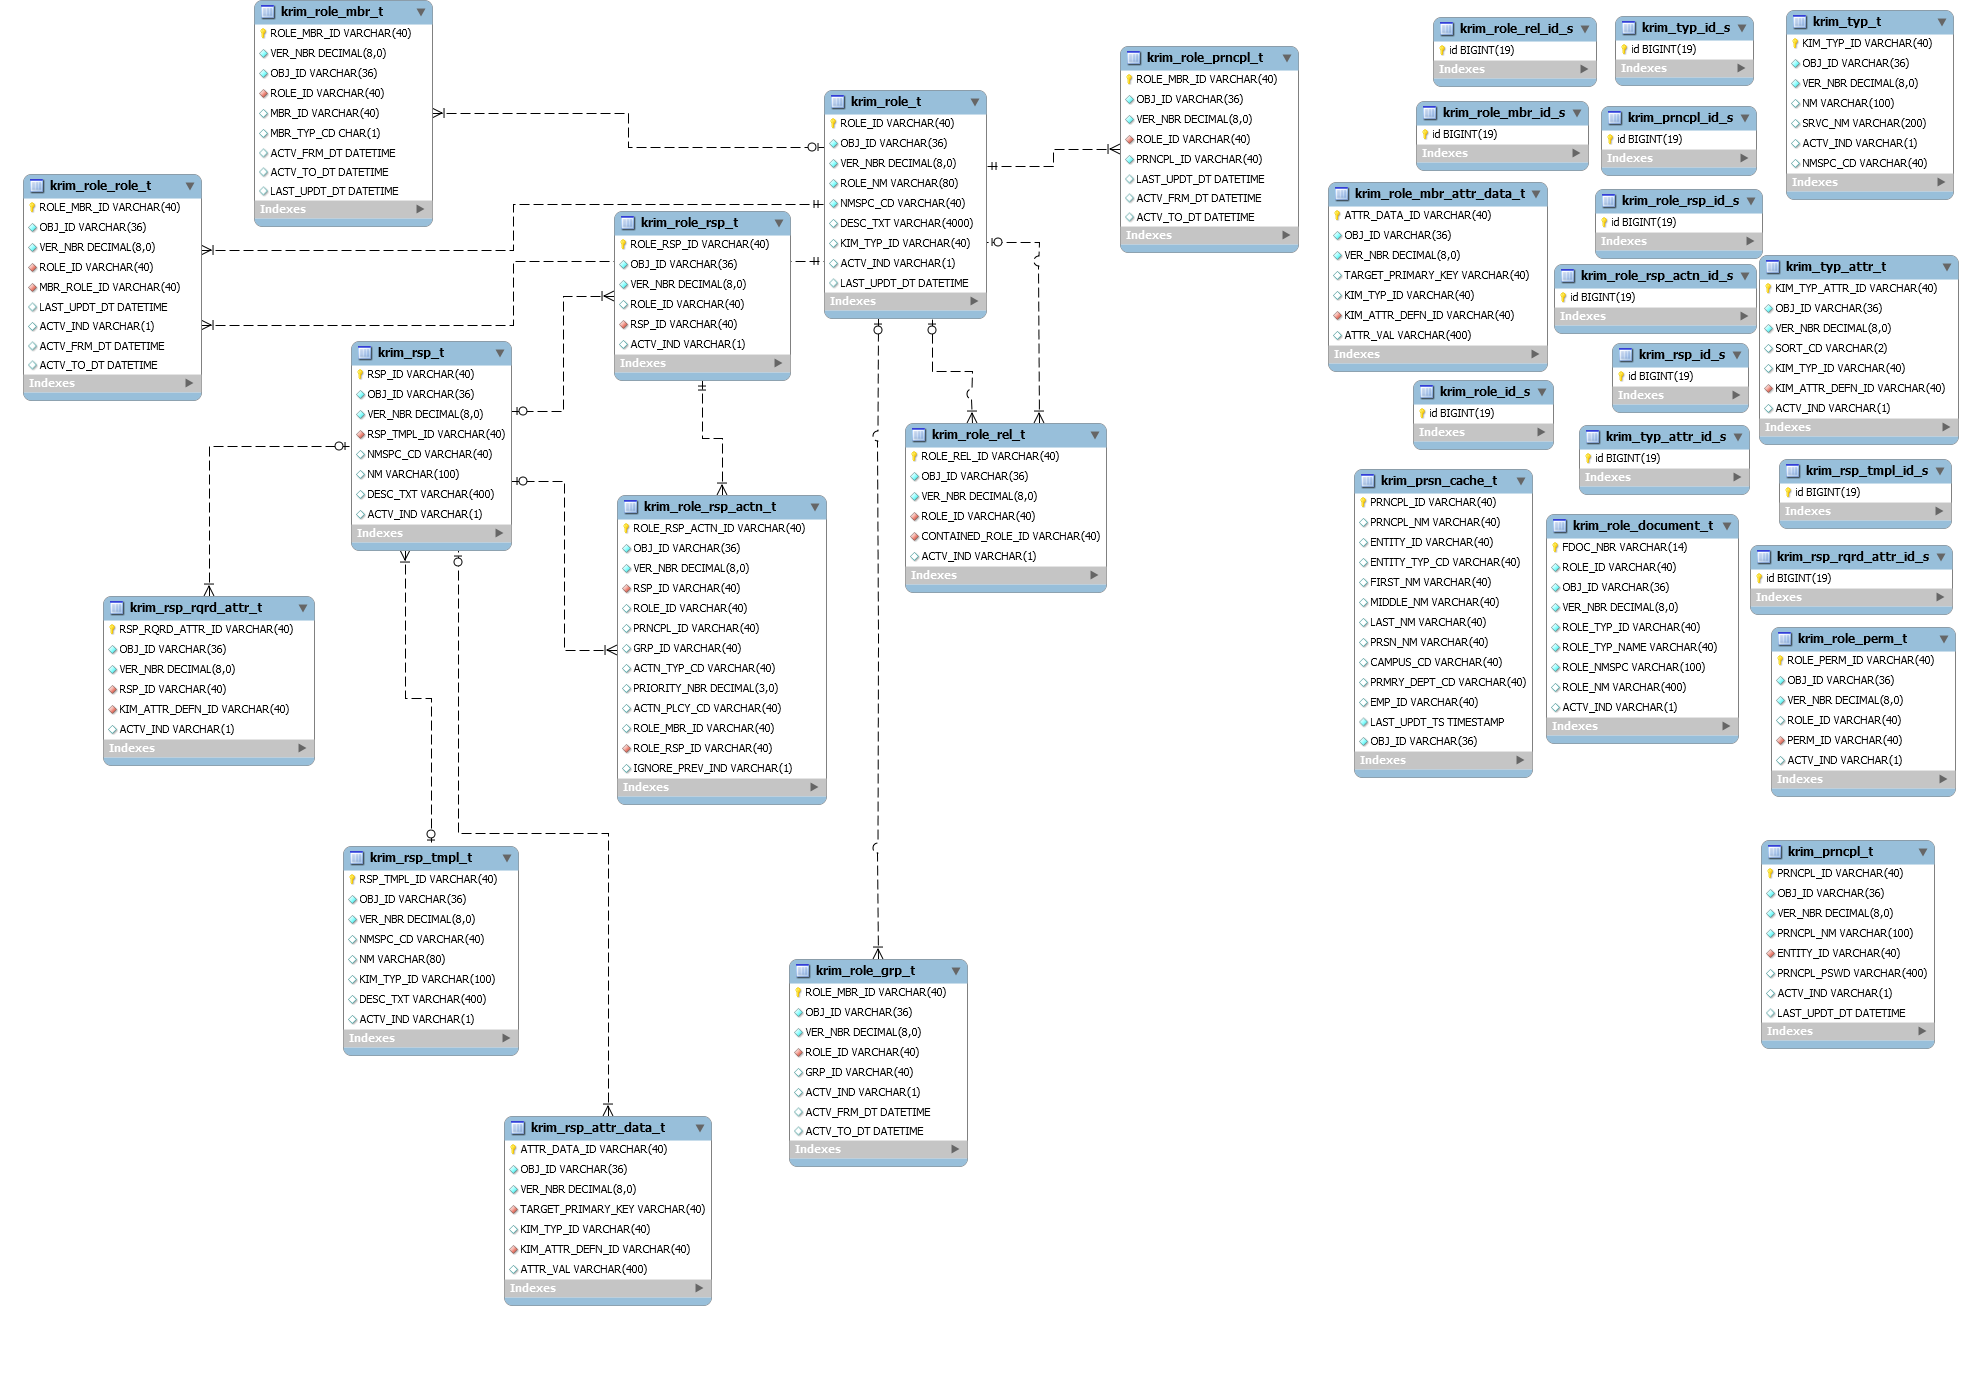 krim_role_mbr_t
ROLE_MBR_ID VARCHAR(40)
VER_NBR DECIMAL(8,0)
OBJ_ID VARCHAR(36)
ROLE_ID VARCHAR(40)
MBR_ID VARCHAR(40)
MBR_TYP_CD CHAR(1)
ACTV_FRM_DT DATETIME
ACTV_TO_DT DATETIME
LAST_UPDT_DT DATETIME
Indexes
krim_role_role_t
ROLE_MBR_ID VARCHAR(40)
OBJ_ID VARCHAR(36)
VER_NBR DECIMAL(8,0)
ROLE_ID VARCHAR(40)
MBR_ROLE_ID VARCHAR(40)
LAST_UPDT_DT DATETIME
ACTV_IND VARCHAR(1)
ACTV_FRM_DT DATETIME
ACTV_TO_DT DATETIME
Indexes
krim_role_t
ROLE_ID VARCHAR(40)
OBJ_ID VARCHAR(36)
VER_NBR DECIMAL(8,0)
ROLE_NM VARCHAR(80)
NMSPC_CD VARCHAR(40)
DESC_TXT VARCHAR(4000)
KIM_TYP_ID VARCHAR(40)
ACTV_IND VARCHAR(1)
LAST_UPDT_DT DATETIME
Indexes
krim_role_prncpl_t
ROLE_MBR_ID VARCHAR(40)
OBJ_ID VARCHAR(36)
VER_NBR DECIMAL(8,0)
ROLE_ID VARCHAR(40)
PRNCPL_ID VARCHAR(40)
LAST_UPDT_DT DATETIME
ACTV_FRM_DT DATETIME
ACTV_TO_DT DATETIME
Indexes
krim_role_rsp_t
ROLE_RSP_ID VARCHAR(40)
OBJ_ID VARCHAR(36)
VER_NBR DECIMAL(8,0)
ROLE_ID VARCHAR(40)
RSP_ID VARCHAR(40)
ACTV_IND VARCHAR(1)
Indexes
krim_rsp_t
RSP_ID VARCHAR(40)
OBJ_ID VARCHAR(36)
VER_NBR DECIMAL(8,0)
RSP_TMPL_ID VARCHAR(40)
NMSPC_CD VARCHAR(40)
NM VARCHAR(100)
DESC_TXT VARCHAR(400)
ACTV_IND VARCHAR(1)
Indexes
krim_role_rel_t
ROLE_REL_ID VARCHAR(40)
OBJ_ID VARCHAR(36)
VER_NBR DECIMAL(8,0)
ROLE_ID VARCHAR(40)
CONTAINED_ROLE_ID VARCHAR(40)
ACTV_IND VARCHAR(1)
Indexes
krim_role_rsp_actn_t
ROLE_RSP_ACTN_ID VARCHAR(40)
OBJ_ID VARCHAR(36)
VER_NBR DECIMAL(8,0)
RSP_ID VARCHAR(40)
ROLE_ID VARCHAR(40)
PRNCPL_ID VARCHAR(40)
GRP_ID VARCHAR(40)
ACTN_TYP_CD VARCHAR(40)
PRIORITY_NBR DECIMAL(3,0)
ACTN_PLCY_CD VARCHAR(40)
ROLE_MBR_ID VARCHAR(40)
ROLE_RSP_ID VARCHAR(40)
IGNORE_PREV_IND VARCHAR(1)
Indexes
krim_rsp_rqrd_attr_t
RSP_RQRD_ATTR_ID VARCHAR(40)
OBJ_ID VARCHAR(36)
VER_NBR DECIMAL(8,0)
RSP_ID VARCHAR(40)
KIM_ATTR_DEFN_ID VARCHAR(40)
ACTV_IND VARCHAR(1)
Indexes
krim_rsp_tmpl_t
RSP_TMPL_ID VARCHAR(40)
OBJ_ID VARCHAR(36)
VER_NBR DECIMAL(8,0)
NMSPC_CD VARCHAR(40)
NM VARCHAR(80)
KIM_TYP_ID VARCHAR(100)
DESC_TXT VARCHAR(400)
ACTV_IND VARCHAR(1)
Indexes
krim_role_grp_t
ROLE_MBR_ID VARCHAR(40)
OBJ_ID VARCHAR(36)
VER_NBR DECIMAL(8,0)
ROLE_ID VARCHAR(40)
GRP_ID VARCHAR(40)
ACTV_IND VARCHAR(1)
ACTV_FRM_DT DATETIME
ACTV_TO_DT DATETIME
Indexes
krim_rsp_attr_data_t
ATTR_DATA_ID VARCHAR(40)
OBJ_ID VARCHAR(36)
VER_NBR DECIMAL(8,0)
TARGET_PRIMARY_KEY VARCHAR(40)
KIM_TYP_ID VARCHAR(40)
KIM_ATTR_DEFN_ID VARCHAR(40)
ATTR_VAL VARCHAR(400)
Indexes
krim_role_rel_id_s
id BIGINT(19)
Indexes
krim_typ_id_s
id BIGINT(19)
Indexes
krim_typ_t
KIM_TYP_ID VARCHAR(40)
OBJ_ID VARCHAR(36)
VER_NBR DECIMAL(8,0)
NM VARCHAR(100)
SRVC_NM VARCHAR(200)
ACTV_IND VARCHAR(1)
NMSPC_CD VARCHAR(40)
Indexes
krim_role_mbr_id_s
id BIGINT(19)
Indexes
krim_prncpl_id_s
id BIGINT(19)
Indexes
krim_role_mbr_attr_data_t
ATTR_DATA_ID VARCHAR(40)
OBJ_ID VARCHAR(36)
VER_NBR DECIMAL(8,0)
TARGET_PRIMARY_KEY VARCHAR(40)
KIM_TYP_ID VARCHAR(40)
KIM_ATTR_DEFN_ID VARCHAR(40)
ATTR_VAL VARCHAR(400)
Indexes
krim_role_rsp_id_s
id BIGINT(19)
Indexes
krim_role_rsp_actn_id_s
id BIGINT(19)
Indexes
krim_typ_attr_t
KIM_TYP_ATTR_ID VARCHAR(40)
OBJ_ID VARCHAR(36)
VER_NBR DECIMAL(8,0)
SORT_CD VARCHAR(2)
KIM_TYP_ID VARCHAR(40)
KIM_ATTR_DEFN_ID VARCHAR(40)
ACTV_IND VARCHAR(1)
Indexes
krim_rsp_id_s
id BIGINT(19)
Indexes
krim_role_id_s
id BIGINT(19)
Indexes
krim_typ_attr_id_s
id BIGINT(19)
Indexes
krim_rsp_tmpl_id_s
id BIGINT(19)
Indexes
krim_prsn_cache_t
PRNCPL_ID VARCHAR(40)
PRNCPL_NM VARCHAR(40)
ENTITY_ID VARCHAR(40)
ENTITY_TYP_CD VARCHAR(40)
FIRST_NM VARCHAR(40)
MIDDLE_NM VARCHAR(40)
LAST_NM VARCHAR(40)
PRSN_NM VARCHAR(40)
CAMPUS_CD VARCHAR(40)
PRMRY_DEPT_CD VARCHAR(40)
EMP_ID VARCHAR(40)
LAST_UPDT_TS TIMESTAMP
OBJ_ID VARCHAR(36)
Indexes
krim_role_document_t
FDOC_NBR VARCHAR(14)
ROLE_ID VARCHAR(40)
OBJ_ID VARCHAR(36)
VER_NBR DECIMAL(8,0)
ROLE_TYP_ID VARCHAR(40)
ROLE_TYP_NAME VARCHAR(40)
ROLE_NMSPC VARCHAR(100)
ROLE_NM VARCHAR(400)
ACTV_IND VARCHAR(1)
Indexes
krim_rsp_rqrd_attr_id_s
id BIGINT(19)
Indexes
krim_role_perm_t
ROLE_PERM_ID VARCHAR(40)
OBJ_ID VARCHAR(36)
VER_NBR DECIMAL(8,0)
ROLE_ID VARCHAR(40)
PERM_ID VARCHAR(40)
ACTV_IND VARCHAR(1)
Indexes
krim_prncpl_t
PRNCPL_ID VARCHAR(40)
OBJ_ID VARCHAR(36)
VER_NBR DECIMAL(8,0)
PRNCPL_NM VARCHAR(100)
ENTITY_ID VARCHAR(40)
PRNCPL_PSWD VARCHAR(400)
ACTV_IND VARCHAR(1)
LAST_UPDT_DT DATETIME
Indexes